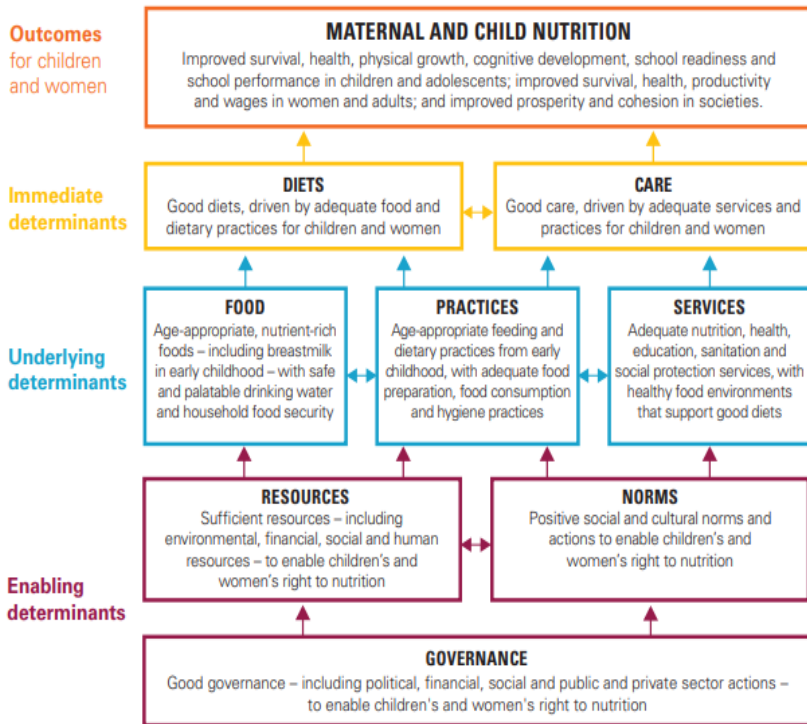 Outcomes
for children
and women
MATERNAL AND CHILD NUTRITION
Improved survival, health, physical growth, cognitive development, school readiness and
school performance in children and adolescents; improved survival, health, productivity
and wages in women and adults; and improved prosperity and cohesion in societies.
Immediate
determinants
DIETS
Good diets, driven by adequate food and
dietary practices for children and women
CARE
Good care, driven by adequate services and
practices for children and women
Underlying
determinants
FOOD
Age-appropriate, nutrient-rich
foods – including breastmilk
in early childhood – with safe
and palatable drinking water
and household food security
PRACTICES
Age-appropriate feeding and
dietary practices from early
childhood, with adequate food
preparation, food consumption
and hygiene practices
SERVICES
Adequate nutrition, health,
education, sanitation and
social protection services, with
healthy food environments
that support good diets
Enabling
determinants
RESOURCES
Sufficient resources – including
environmental, financial, social and human
resources – to enable children's and
women's right to nutrition
NORMS
Positive social and cultural norms and
actions to enable children's and
women's right to nutrition
GOVERNANCE
Good governance – including political, financial, social and public and private sector actions –
to enable children's and women's right to nutrition